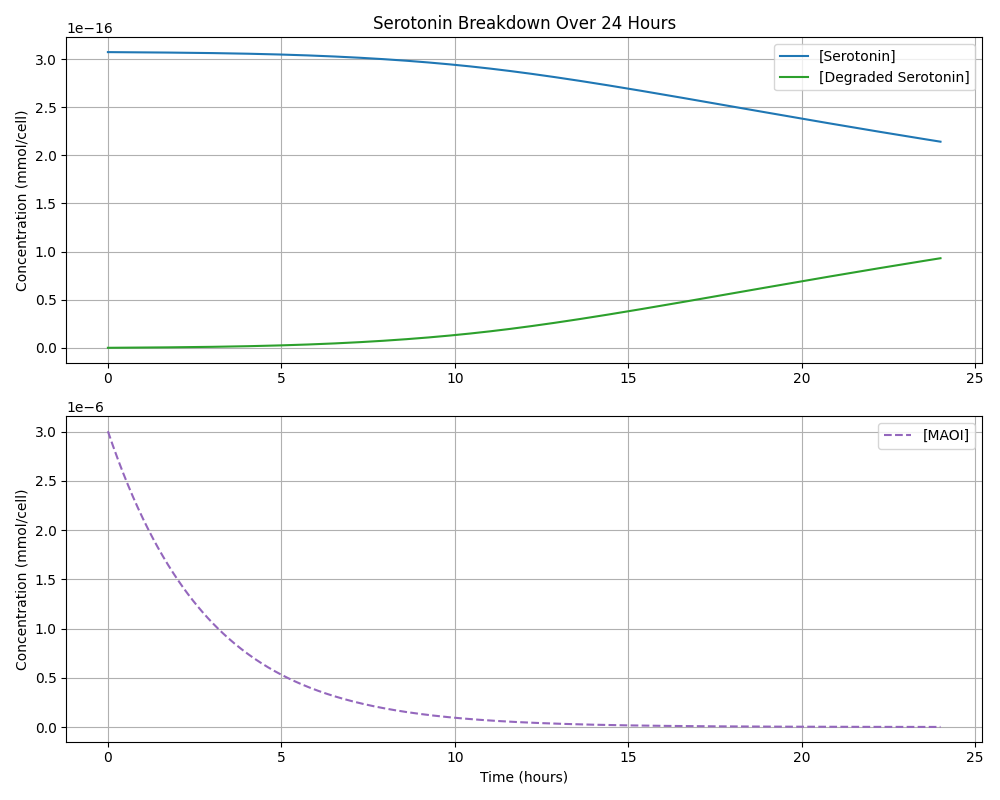 Serotonin Breakdown Over 24 Hours
1e−16
[Serotonin]
[Degraded Serotonin]
Concentration (mmol/cell)
3.0
2.5
2.0
1.5
1.0
0.5
0.0
0 5 10 15 20 25
1e−6
[MAOI]
Concentration (mmol/cell)
3.0
2.5
2.0
1.5
1.0
0.5
0.0
0 5 10 15 20 25
Time (hours)